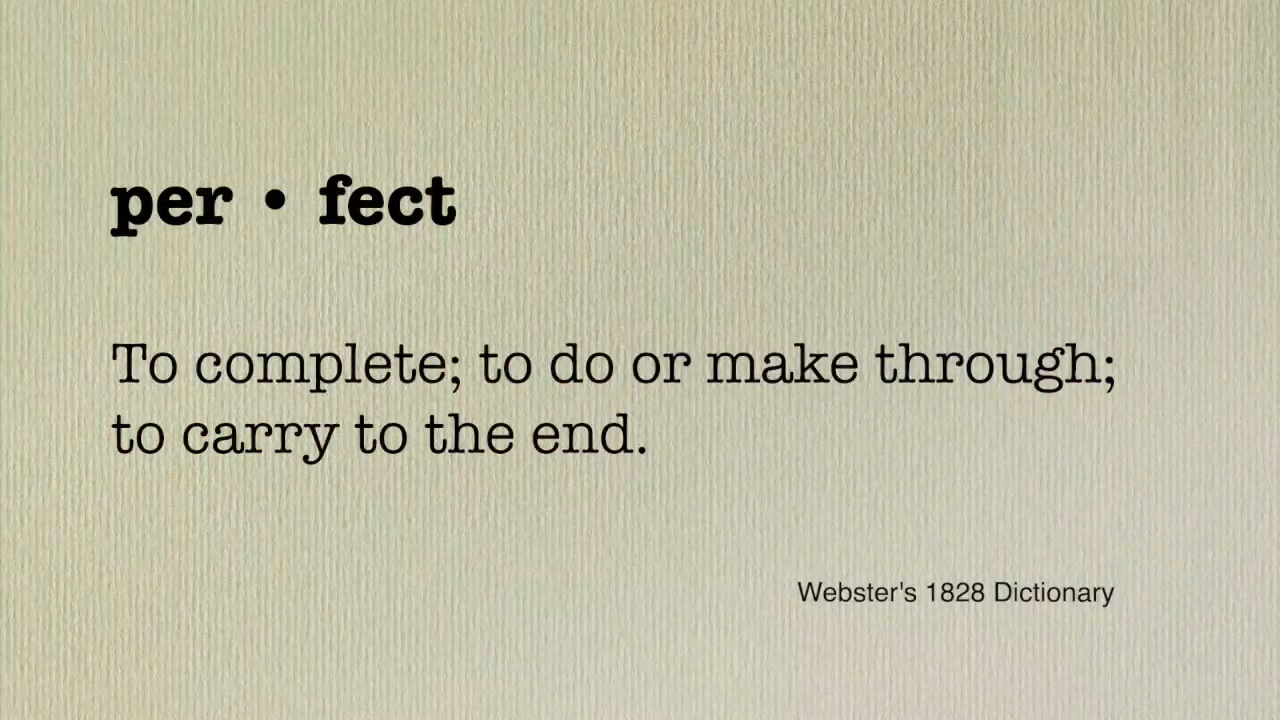 per • fect
To complete; to do or make through;
to carry to the end.
Webster's 1828 Dictionary